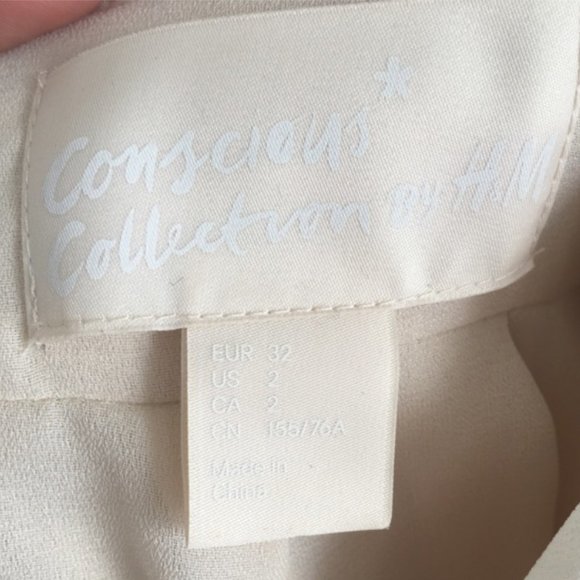 Conscious*
Collection by H&M
EUR 32
US 2
CA 2
CN 155/76A
Made in
China